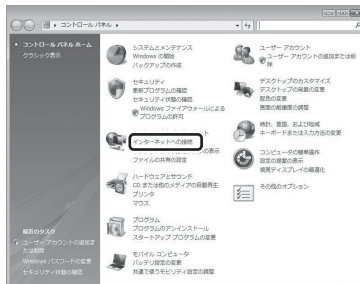 コントロール パネル
コントロール パネル ホーム
クラシック表示
システムとメンテナンス
Windows の開始
バックアップの作成
セキュリティ
更新プログラムの確認
セキュリティ状態の確認
Windows ファイアウォールによるプログラムの許可
インターネットへの接続
ファイルの共有の設定
ハードウェアとサウンド
CD または他のメディアの自動再生
プリンタ
マウス
プログラム
プログラムのアンインストール
スタートアップ プログラムの変更
モバイル コンピュータ
バッテリ設定の変更
共通で使うモビリティ設定の調整
ユーザー アカウント
ユーザー アカウントの追加または削除
デスクトップのカスタマイズ
デスクトップの背景の変更
配色の変更
画面の解像度の調整
時計、言語、および地域
キーボードまたは入力方法の変更
コンピュータの簡単操作
設定の提案の表示
視覚ディスプレイの最適化
その他のオプション
最近のタスク
ユーザー アカウントの追加または削除
Windows パスワードの変更
セキュリティ状態の確認